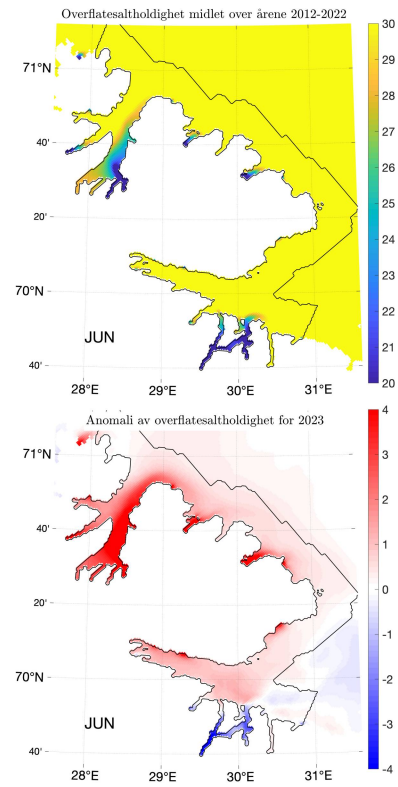 Overflatesaltholdighet midlet over årene 2012-2022
30
71°N
29
28
40'
27
26
25
20'
24
23
70°N
22
JUN
21
40'
20
28°E 29°E 30°E 31°E
4
Anomali av overflatesaltholdighet for 2023
71°N
3
2
40'
1
20'
0
-1
70°N
-2
JUN
-3
40'
-4
28°E 29°E 30°E 31°E